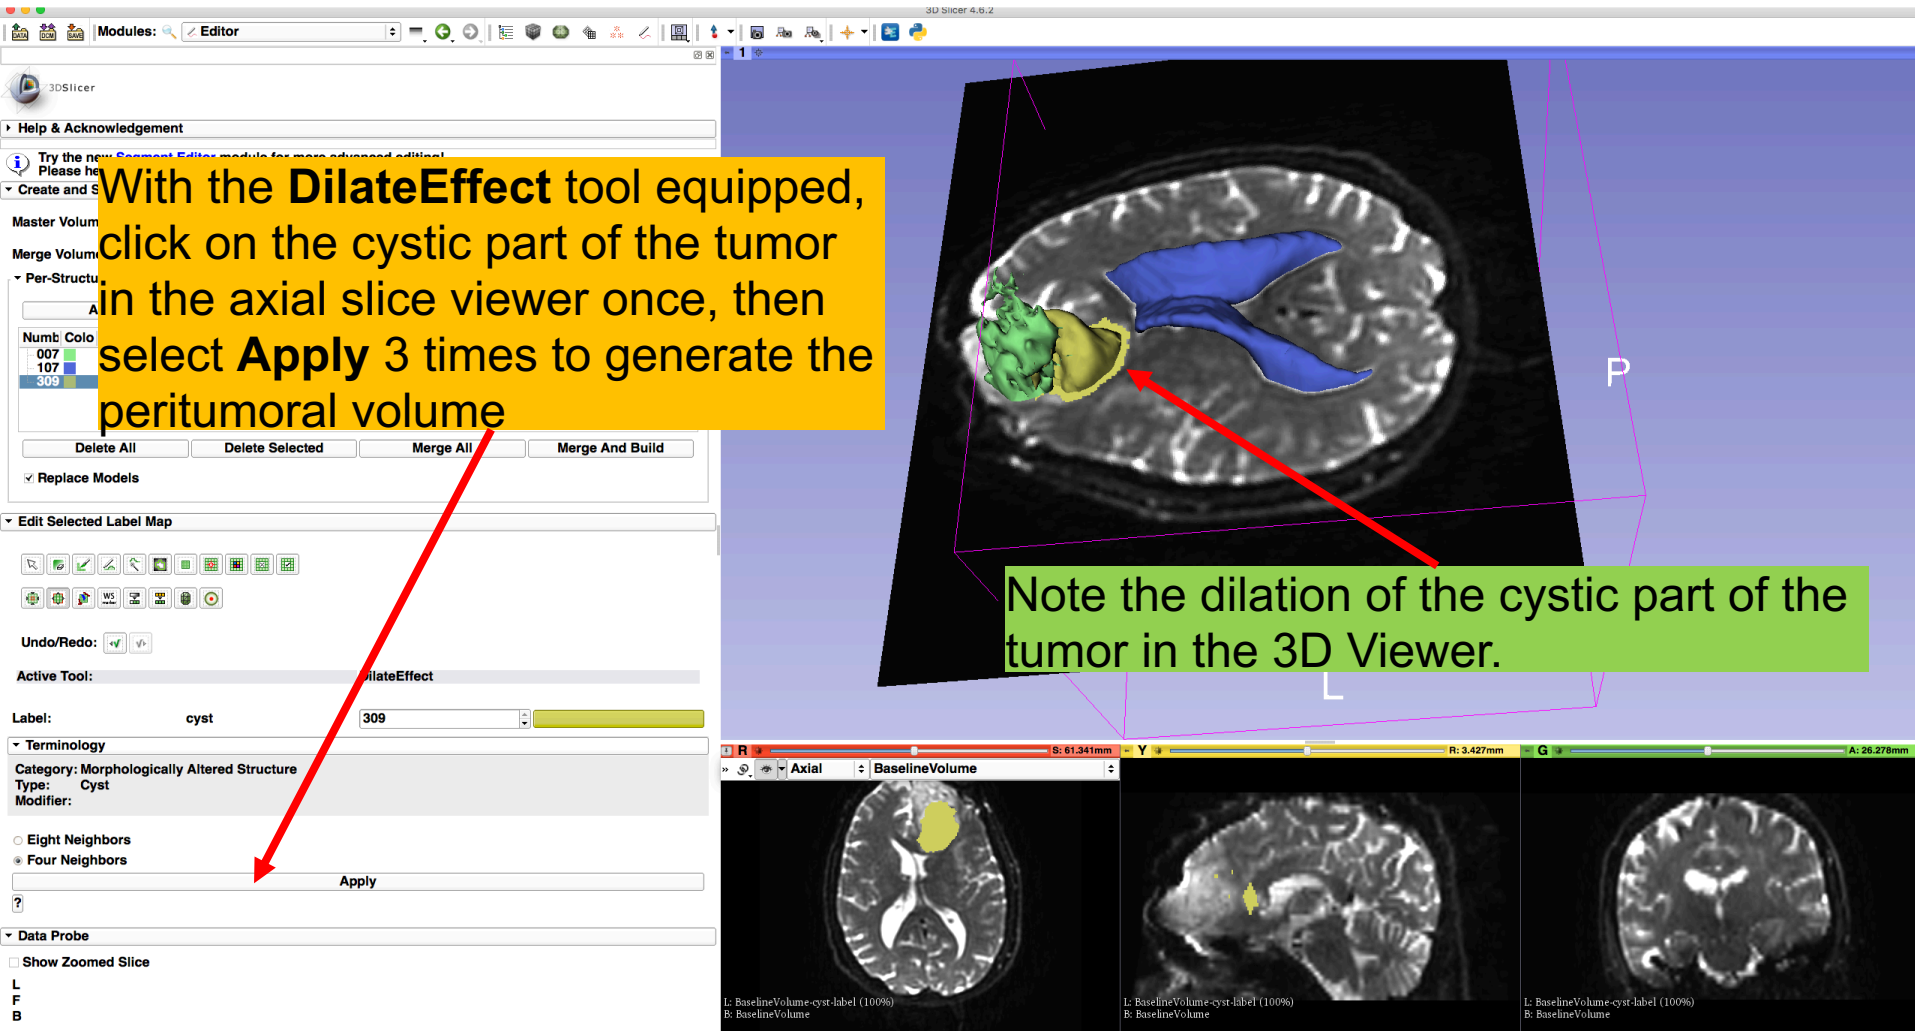 3D Slicer 4.6.2
DATA DCM SAVE Modules: Editor
1
3DSlicer
Help & Acknowledgement
Try the new Segment Editor module for more advanced editing!
Please he
Create and S
Master Volum
Merge Volume
Per-Structu
A
Numb Colo
007
107
309
With the DilateEffect tool equipped,
click on the cystic part of the tumor
in the axial slice viewer once, then
select Apply 3 times to generate the
peritumoral volume
Delete All Delete Selected Merge All Merge And Build
Replace Models
Edit Selected Label Map
WS
Undo/Redo:
Active Tool: DilateEffect
Label: cyst 309
Terminology
Category: Morphologically Altered Structure
Type: Cyst
Modifier:
Eight Neighbors
Four Neighbors
Apply
?
Data Probe
Show Zoomed Slice
L
F
B
P
Note the dilation of the cystic part of the
tumor in the 3D Viewer.
L
R S: 61.341mm
Axial BaselineVolume
L: BaselineVolume-cyst-label (100%)
B: BaselineVolume
Y R: 3.427mm
L: BaselineVolume-cyst-label (100%)
B: BaselineVolume
G A: 26.278mm
L: BaselineVolume-cyst-label (100%)
B: BaselineVolume